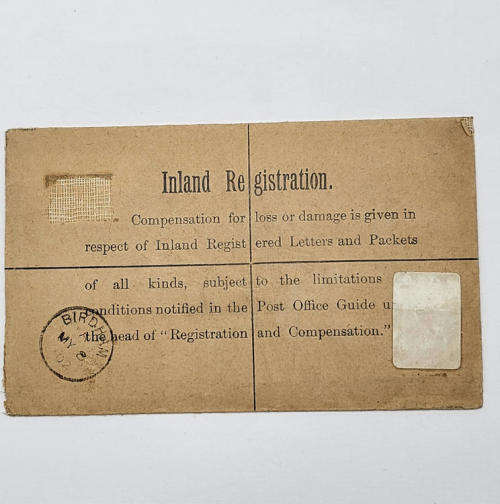 Inland Registration.
Compensation for loss or damage is given in
respect of Inland Registered Letters and Packets
of all kinds, subject to the limitations
conditions notified in the Post Office Guide u
the head of "Registration and Compensation."
BIRDHAM